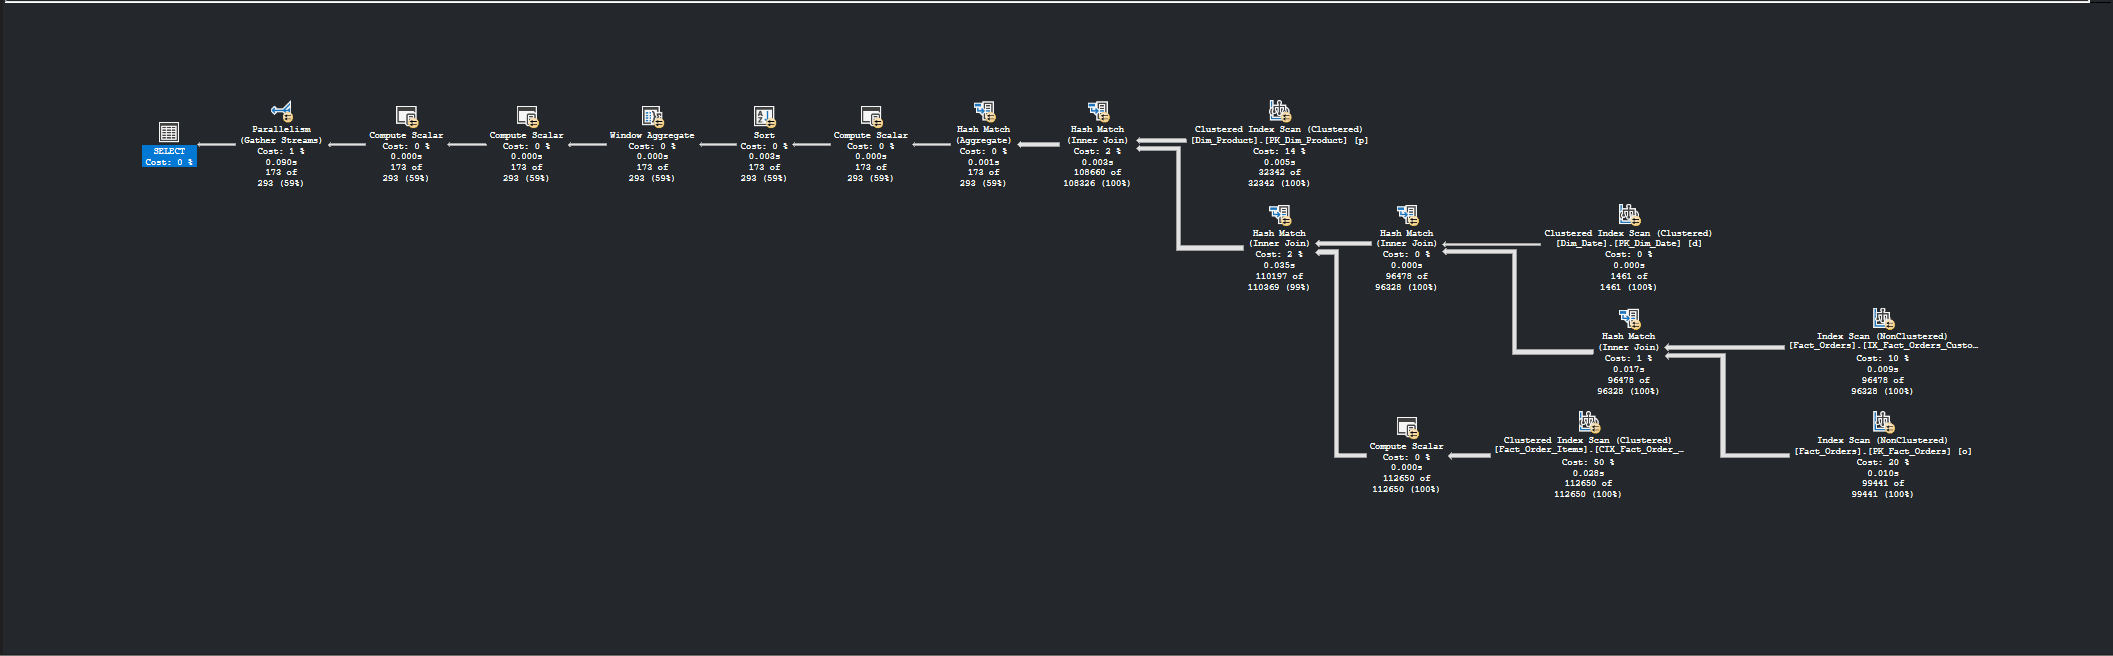 SELECT
Cost: 0 %
Parallelism
(Gather Streams)
Cost: 1 %
0.090s
173 of
293 (59%)
Compute Scalar
Cost: 0 %
0.000s
173 of
293 (59%)
Compute Scalar
Cost: 0 %
0.000s
173 of
293 (59%)
Window Aggregate
Cost: 0 %
0.000s
173 of
293 (59%)
Sort
Cost: 0 %
0.003s
173 of
293 (59%)
Compute Scalar
Cost: 0 %
0.000s
173 of
293 (59%)
Hash Match
(Aggregate)
Cost: 0 %
0.001s
173 of
293 (59%)
Hash Match
(Inner Join)
Cost: 2 %
0.003s
108660 of
108326 (100%)
Clustered Index Scan (Clustered)
[Dim_Product].[PK_Dim_Product] [p]
Cost: 14 %
0.005s
32342 of
32342 (100%)
Hash Match
(Inner Join)
Cost: 2 %
0.035s
110197 of
110369 (99%)
Hash Match
(Inner Join)
Cost: 0 %
0.000s
96478 of
96328 (100%)
Clustered Index Scan (Clustered)
[Dim_Date].[PK_Dim_Date] [d]
Cost: 0 %
0.000s
1461 of
1461 (100%)
Hash Match
(Inner Join)
Cost: 1 %
0.017s
96478 of
96328 (100%)
Index Scan (NonClustered)
[Fact_Orders].[IX_Fact_Orders_Custo…
Cost: 10 %
0.009s
96478 of
96328 (100%)
Compute Scalar
Cost: 0 %
0.000s
112650 of
112650 (100%)
Clustered Index Scan (Clustered)
[Fact_Order_Items].[CIX_Fact_Order_…
Cost: 50 %
0.028s
112650 of
112650 (100%)
Index Scan (NonClustered)
[Fact_Orders].[PK_Fact_Orders] [o]
Cost: 20 %
0.010s
99441 of
99441 (100%)